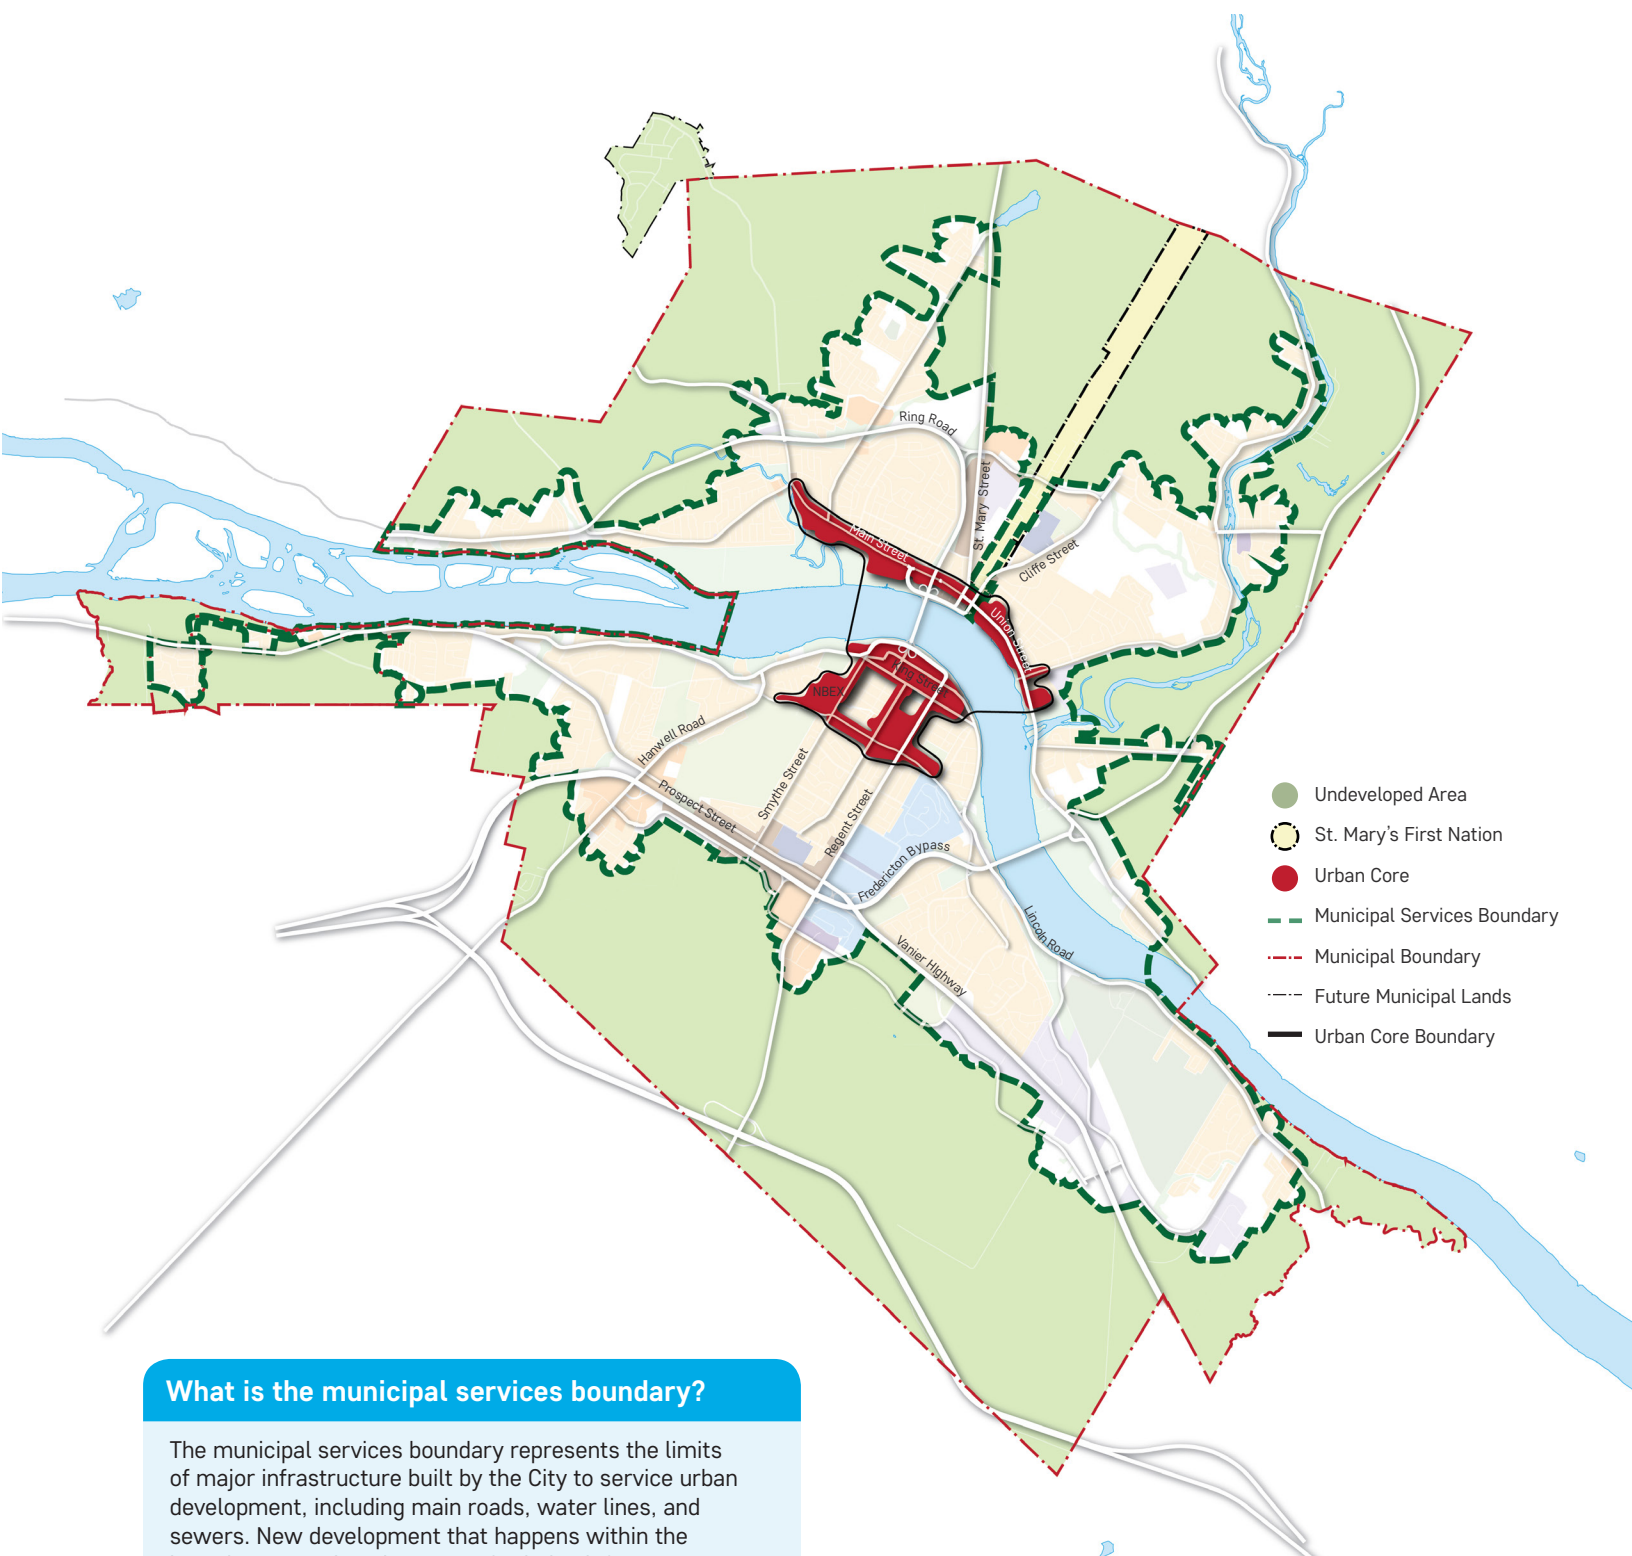 Ring Road
St. Mary Street
Main Street
Cliffe Street
Union Street
King Street
NBEX
Hanwell Road
Smythe Street
Prospect Street
Regent Street
Fredericton Bypass
Lincoln Road
Vanier Highway
Undeveloped Area
St. Mary's First Nation
Urban Core
Municipal Services Boundary
Municipal Boundary
Future Municipal Lands
Urban Core Boundary
What is the municipal services boundary?
The municipal services boundary represents the limits
of major infrastructure built by the City to service urban
development, including main roads, water lines, and
sewers. New development that happens within the